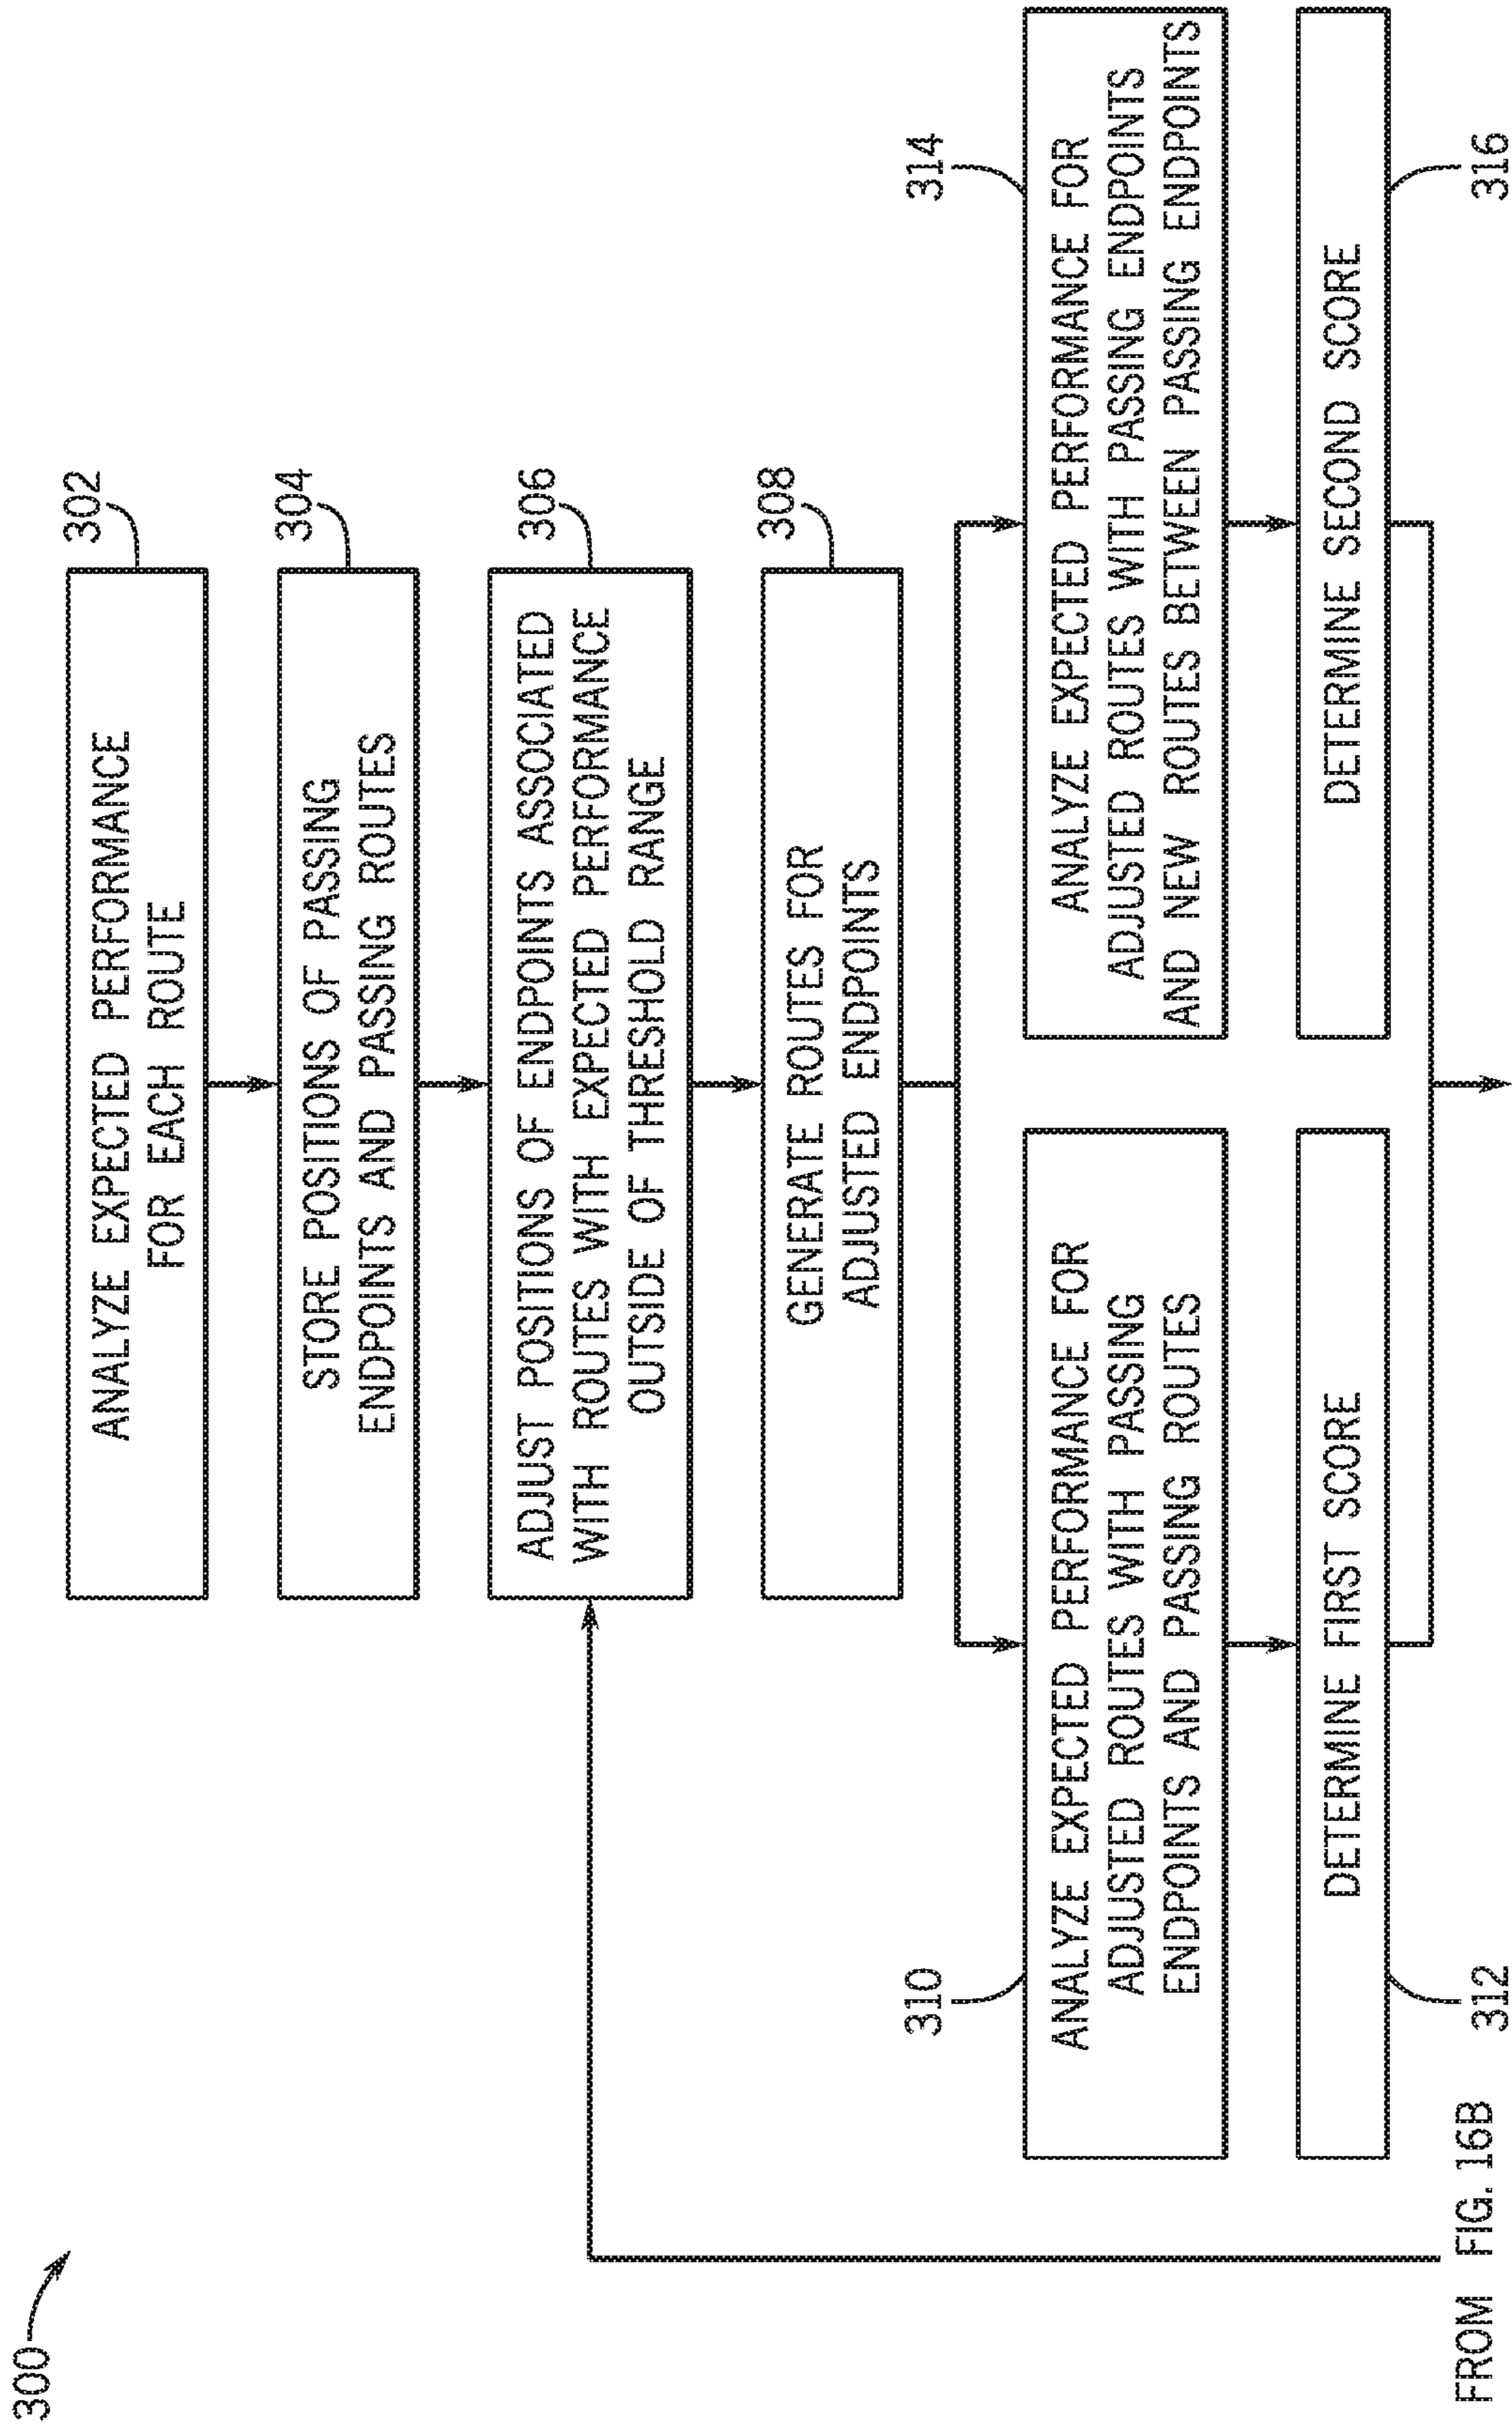 300
302
ANALYZE EXPECTED PERFORMANCE
FOR EACH ROUTE
304
STORE POSITIONS OF PASSING
ENDPOINTS AND PASSING ROUTES
306
ADJUST POSITIONS OF ENDPOINTS ASSOCIATED
WITH ROUTES WITH EXPECTED PERFORMANCE
OUTSIDE OF THRESHOLD RANGE
308
GENERATE ROUTES FOR
ADJUSTED ENDPOINTS
310
ANALYZE EXPECTED PERFORMANCE FOR
ADJUSTED ROUTES WITH PASSING
ENDPOINTS AND PASSING ROUTES
314
ANALYZE EXPECTED PERFORMANCE FOR
ADJUSTED ROUTES WITH PASSING ENDPOINTS
AND NEW ROUTES BETWEEN PASSING ENDPOINTS
DETERMINE FIRST SCORE
312
DETERMINE SECOND SCORE
316
FROM FIG. 16B